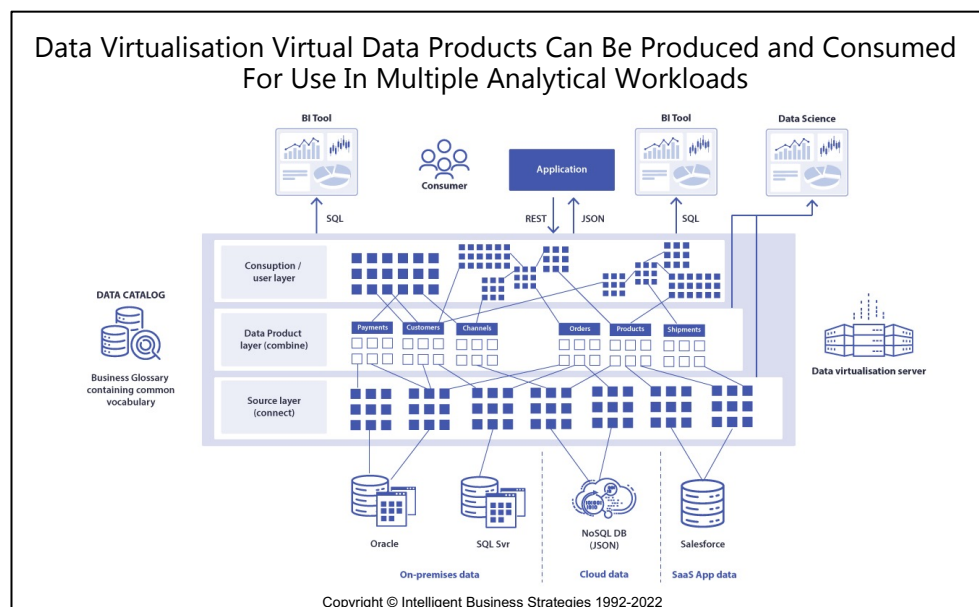 Data Virtualisation Virtual Data Products Can Be Produced and Consumed
For Use In Multiple Analytical Workloads
BI Tool
Consumer
Application
BI Tool
Data Science
SQL
REST
JSON
SQL
Consuption /
user layer
DATA CATALOG
Business Glossary
containing common
vocabulary
Data Product
layer (combine)
Payments
Customers
Channels
Orders
Products
Shipments
Data virtualisation server
Source layer
(connect)
Oracle
SQL Svr
NoSQL DB
(JSON)
Salesforce
On-premises data
Cloud data
SaaS App data
Copyright © Intelligent Business Strategies 1992-2022